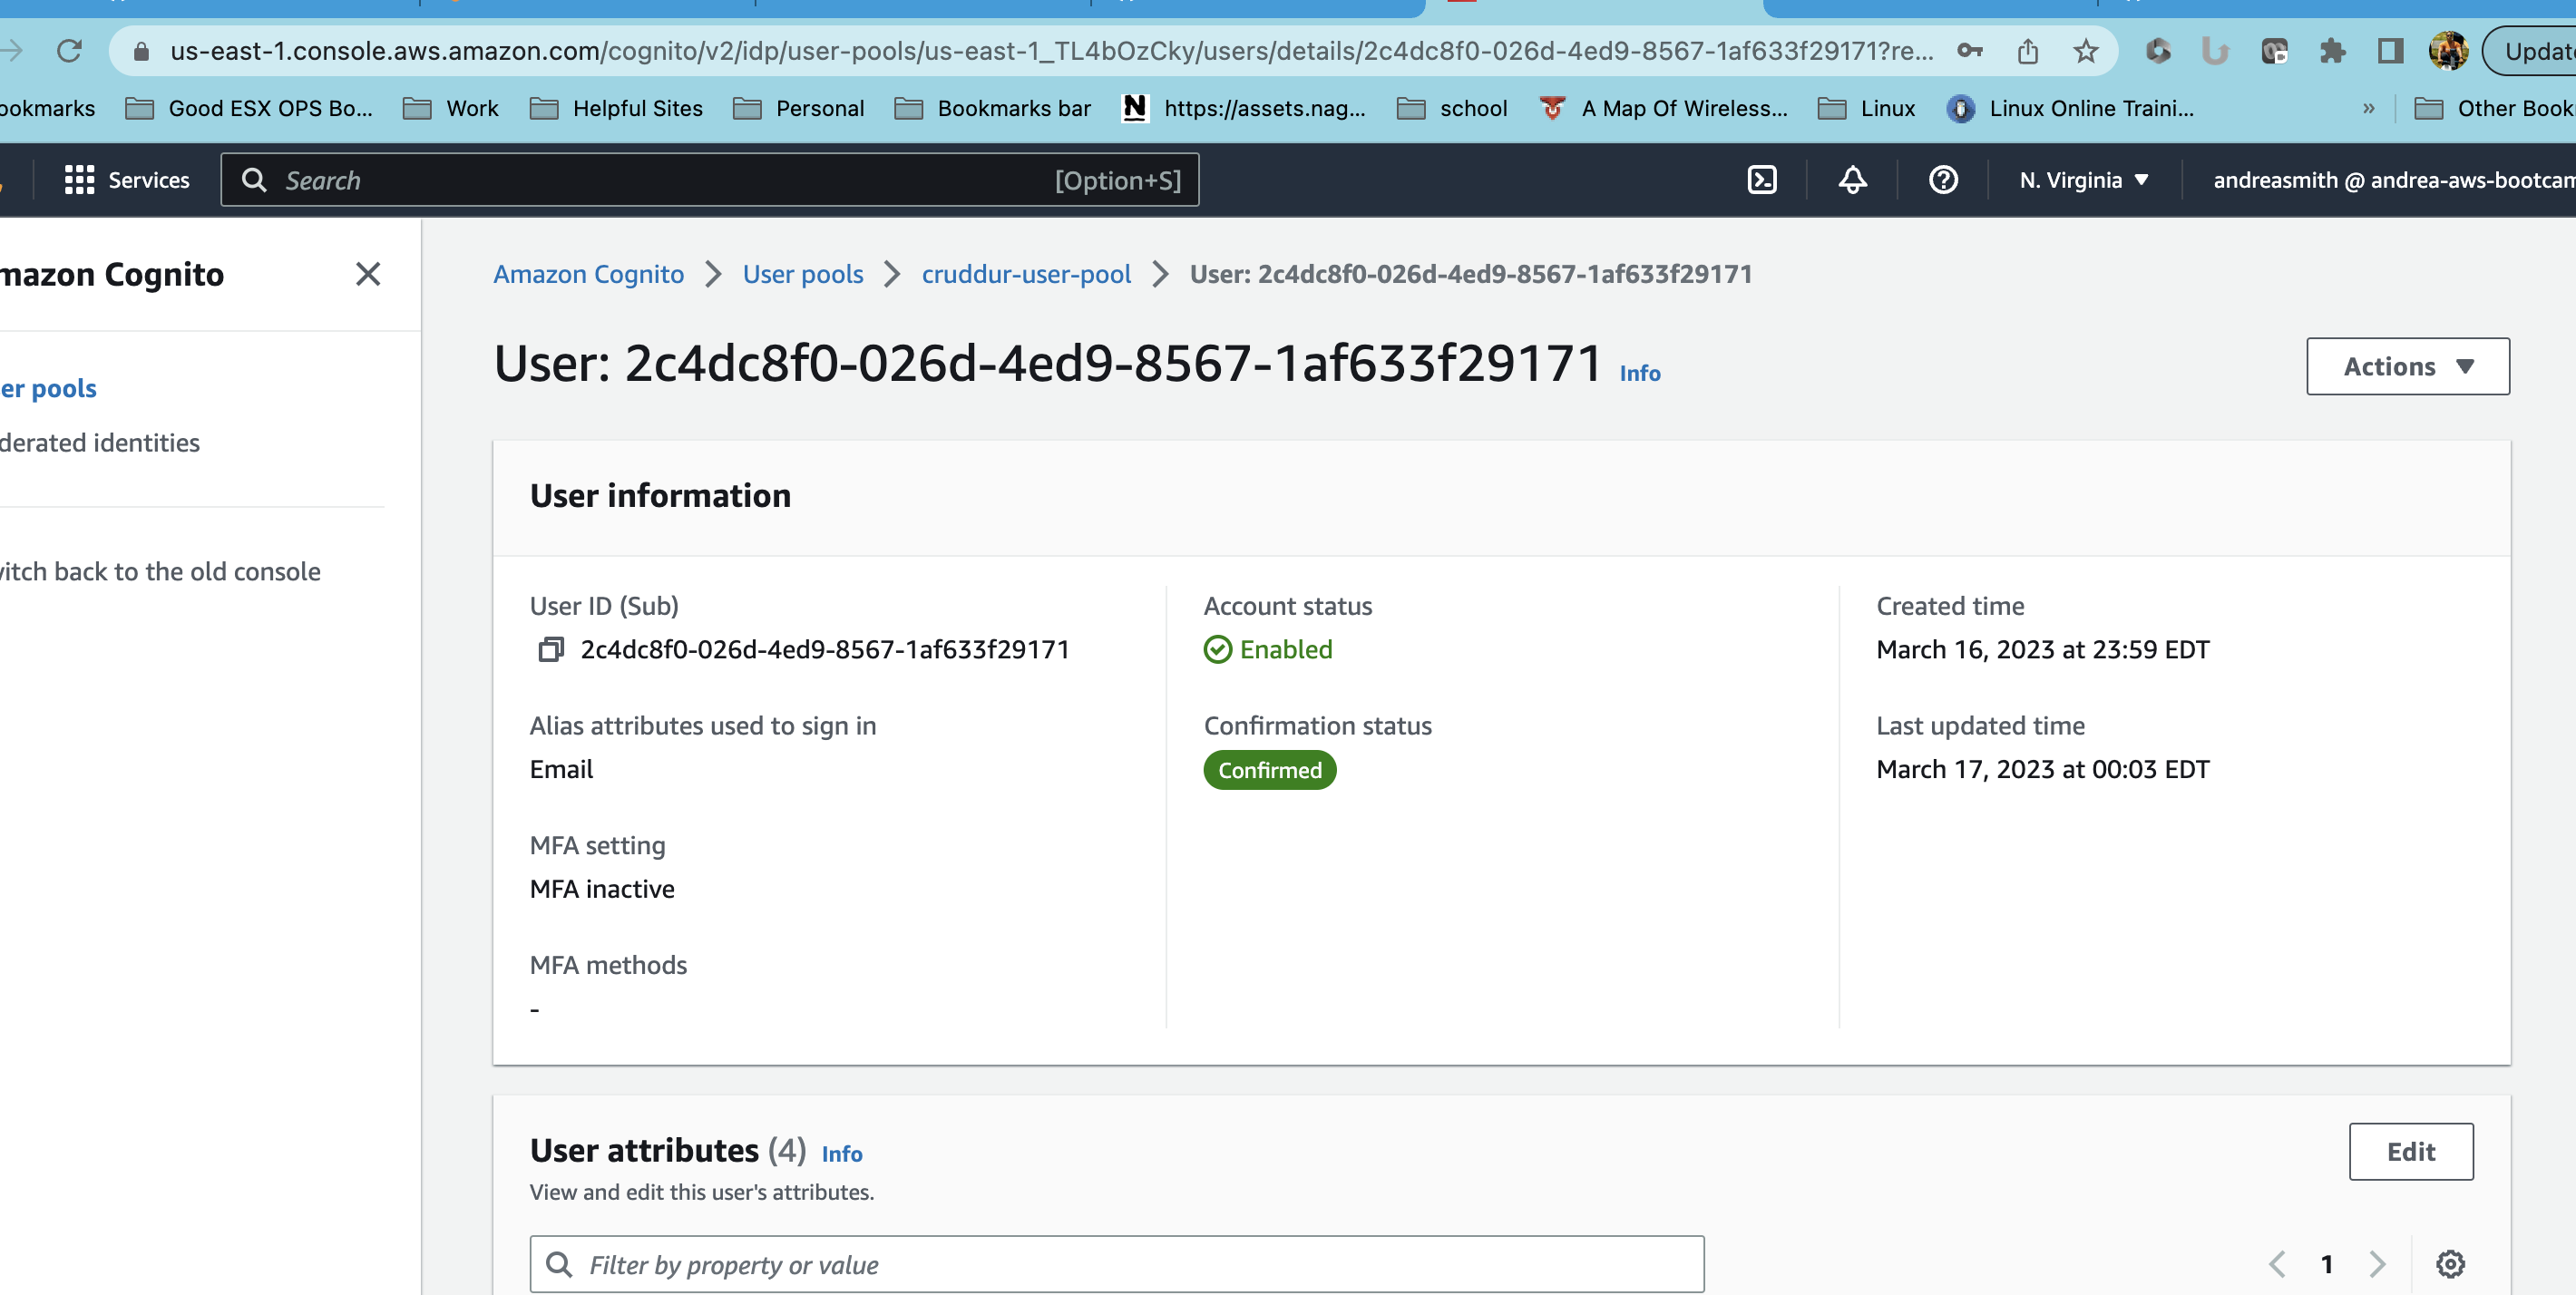 us-east-1.console.aws.amazon.com/cognito/v2/idp/user-pools/us-east-1_TL4bOzCky/users/details/2c4dc8f0-026d-4ed9-8567-1af633f29171?re...
Update
ookmarks Good ESX OPS Bo... Work Helpful Sites Personal Bookmarks bar https://assets.nag... school A Map Of Wireless... Linux Linux Online Traini... » Other Book
Services Search [Option+S] N. Virginia andreasmith @ andrea-aws-bootcam
mazon Cognito
er pools
derated identities
itch back to the old console
Amazon Cognito > User pools > cruddur-user-pool > User: 2c4dc8f0-026d-4ed9-8567-1af633f29171
User: 2c4dc8f0-026d-4ed9-8567-1af633f29171 Info
Actions
User information
User ID (Sub)
2c4dc8f0-026d-4ed9-8567-1af633f29171
Alias attributes used to sign in
Email
MFA setting
MFA inactive
MFA methods
-
Account status
Enabled
Confirmation status
Confirmed
Created time
March 16, 2023 at 23:59 EDT
Last updated time
March 17, 2023 at 00:03 EDT
User attributes (4) Info
View and edit this user's attributes.
Edit
Filter by property or value
1